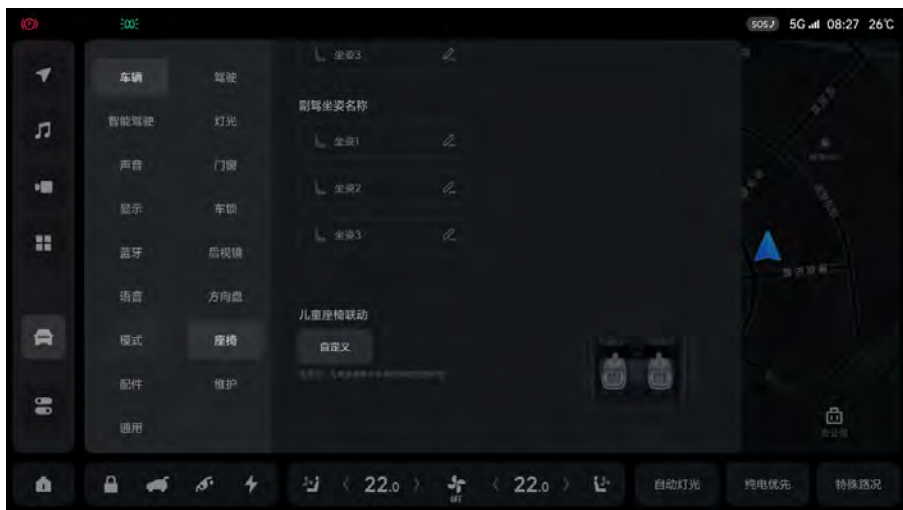 SOS 5G 08:27 26℃
坐姿3
车辆
驾驶
副驾坐姿名称
智能驾驶
灯光
坐姿1
声音
门窗
坐姿2
显示
车锁
坐姿3
蓝牙
后视镜
语音
方向盘
儿童座椅联动
模式
座椅
自定义
配件
维护
通用
22.0
OFF
22.0
自动灯光
纯电优先
特殊路况